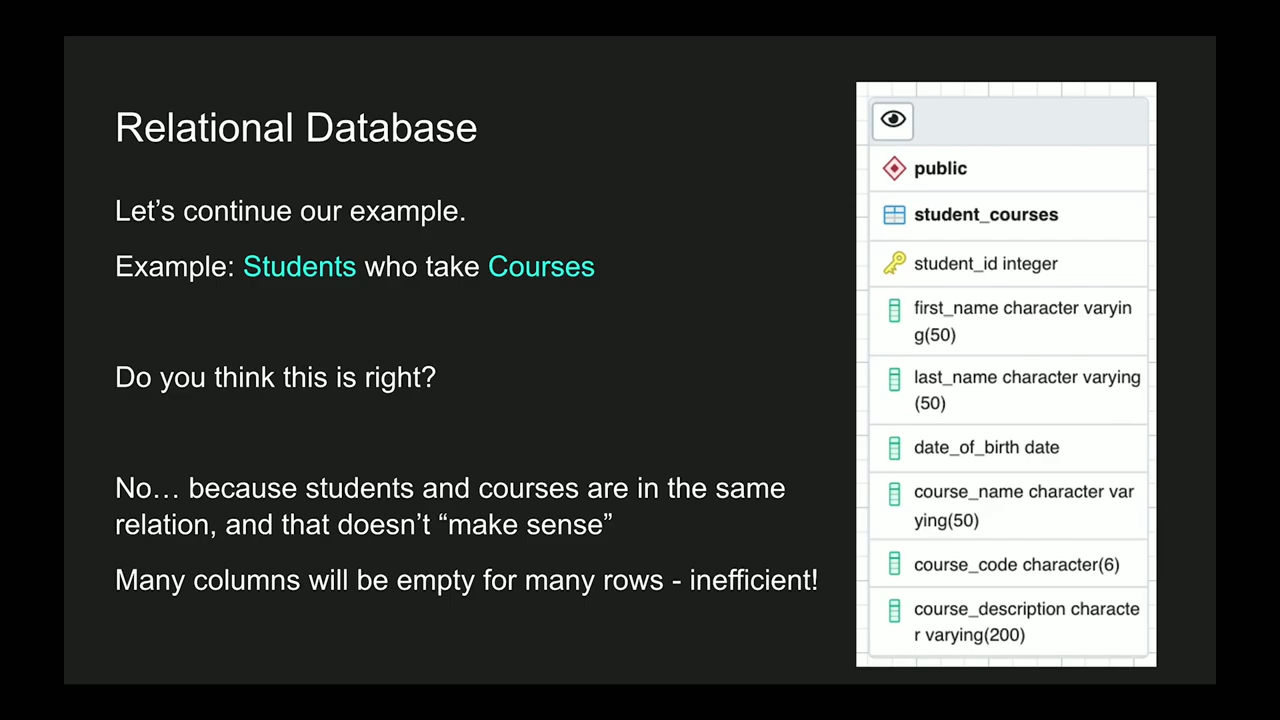 Relational Database
Let’s continue our example.
Example: Students who take Courses
Do you think this is right?
No… because students and courses are in the same
relation, and that doesn’t “make sense”
Many columns will be empty for many rows - inefficient!
public
student_courses
student_id integer
first_name character varyin
g(50)
last_name character varying
(50)
date_of_birth date
course_name character var
ying(50)
course_code character(6)
course_description characte
r varying(200)